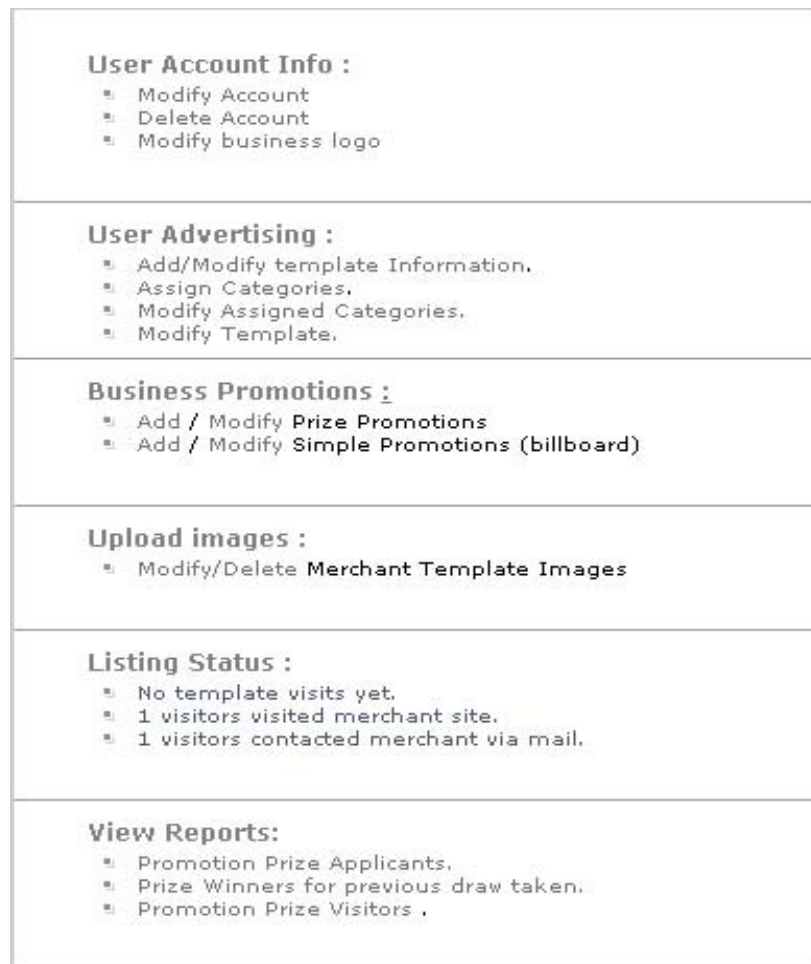 User Account Info :
Modify Account
Delete Account
Modify business logo
User Advertising :
Add/Modify template Information.
Assign Categories.
Modify Assigned Categories.
Modify Template.
Business Promotions :
Add / Modify Prize Promotions
Add / Modify Simple Promotions (billboard)
Upload images :
Modify/Delete Merchant Template Images
Listing Status :
No template visits yet.
1 visitors visited merchant site.
1 visitors contacted merchant via mail.
View Reports:
Promotion Prize Applicants.
Prize Winners for previous draw taken.
Promotion Prize Visitors .